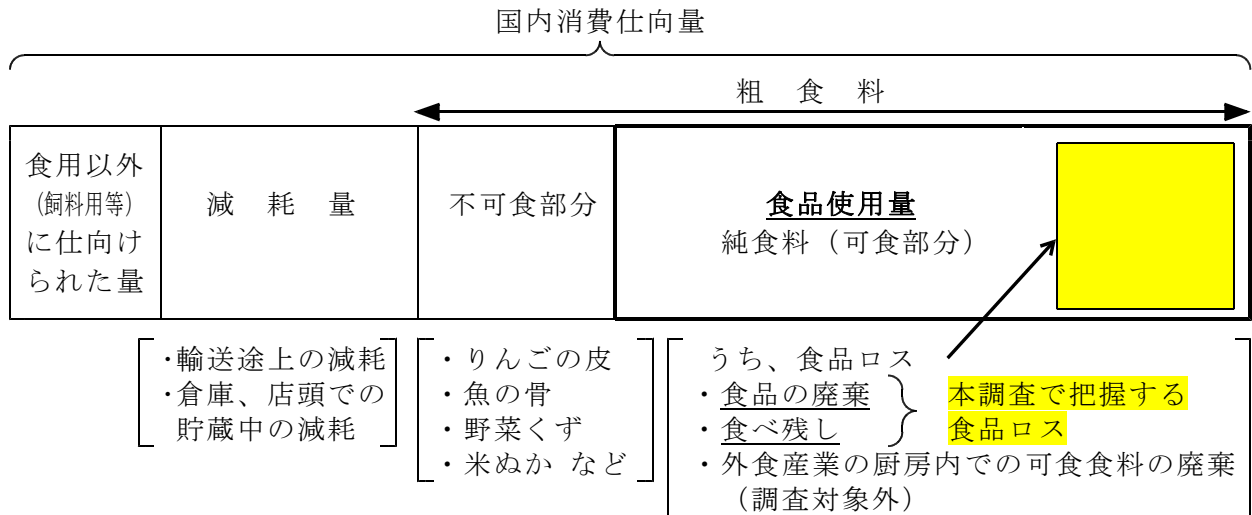 国内消費仕向量
粗　食　料
食用以外
（飼料用等）
に仕向け
られた量
減　耗　量
不可食部分
食品使用量
純食料（可食部分）
・輸送途上の減耗
・倉庫、店頭での
貯蔵中の減耗
・りんごの皮
・魚の骨
・野菜くず
・米ぬか など
うち、食品ロス
・食品の廃棄
・食べ残し
本調査で把握する
食品ロス
・外食産業の厨房内での可食食料の廃棄
（調査対象外）